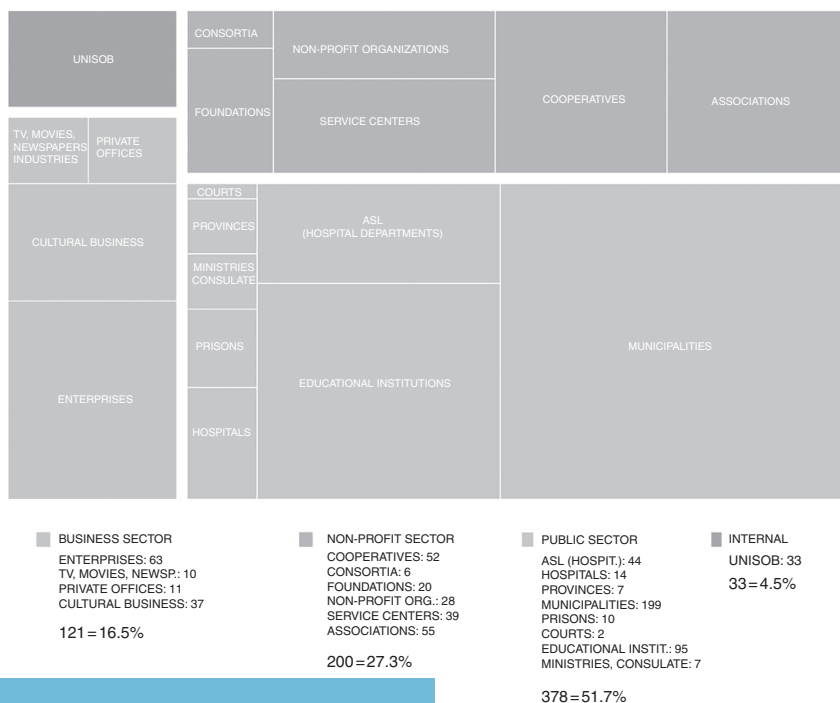 UNISOB
CONSORTIA
FOUNDATIONS
NON-PROFIT ORGANIZATIONS
SERVICE CENTERS
COOPERATIVES
ASSOCIATIONS
TV, MOVIES,
NEWSPAPERS
INDUSTRIES
PRIVATE
OFFICES
CULTURAL BUSINESS
ENTERPRISES
COURTS
PROVINCES
MINISTRIES
CONSULATE
PRISONS
HOSPITALS
ASL
(HOSPITAL DEPARTMENTS)
EDUCATIONAL INSTITUTIONS
MUNICIPALITIES
BUSINESS SECTOR
ENTERPRISES: 63
TV, MOVIES, NEWSP.: 10
PRIVATE OFFICES: 11
CULTURAL BUSINESS: 37
121=16.5%
NON-PROFIT SECTOR
COOPERATIVES: 52
CONSORTIA: 6
FOUNDATIONS: 20
NON-PROFIT ORG.: 28
SERVICE CENTERS: 39
ASSOCIATIONS: 55
200=27.3%
PUBLIC SECTOR
ASL (HOSPIT.): 44
HOSPITALS: 14
PROVINCES: 7
MUNICIPALITIES: 199
PRISONS: 10
COURTS: 2
EDUCATIONAL INSTIT.: 95
MINISTRIES, CONSULATE: 7
378=51.7%
INTERNAL
UNISOB: 33
33=4.5%